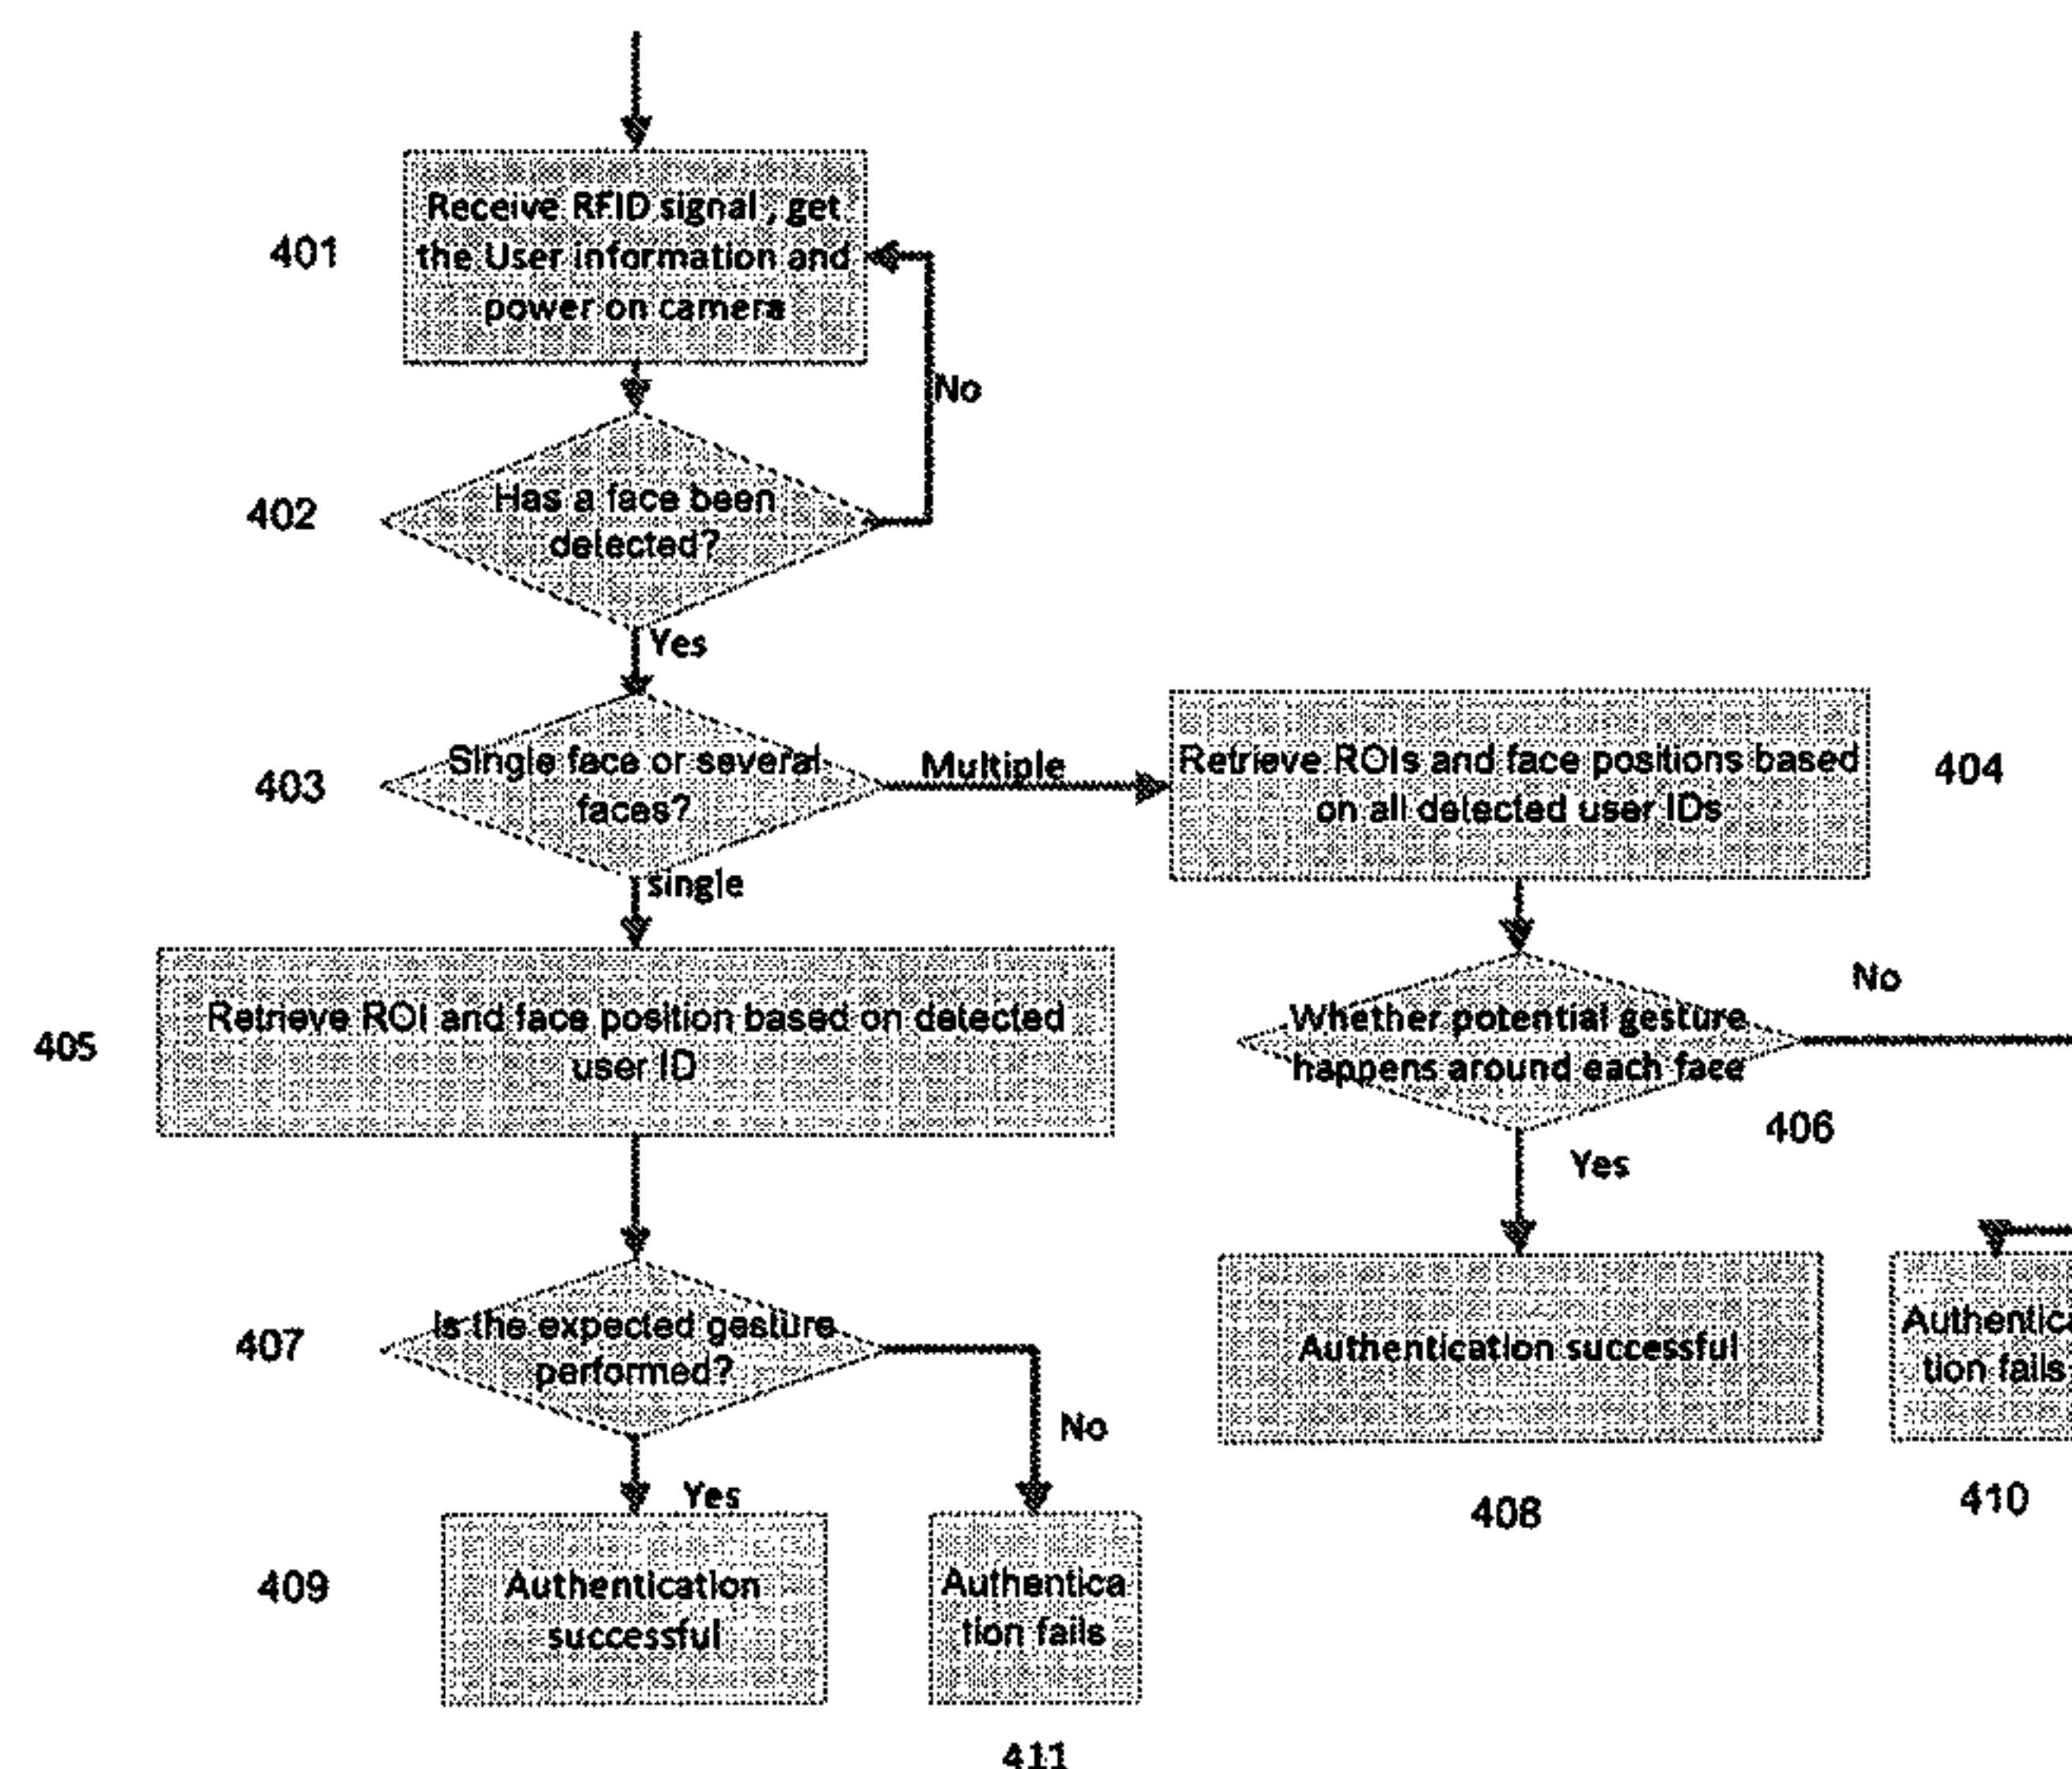 401
Receive RFID signal , get
the User information and
power on camera
No
402
Has a face been
detected?
Yes
403
Single face or several
faces?
Multiple
Retrieve ROIs and face positions based
on all detected user IDs
404
single
405
Retrieve ROI and face position based on detected
user ID
Whether potential gesture
happens around each face
No
406
Yes
407
Is the expected gesture
performed?
No
Yes
Authentication successful
408
Authentica
tion fails
410
409
Authentication
successful
Authentica
tion fails
411